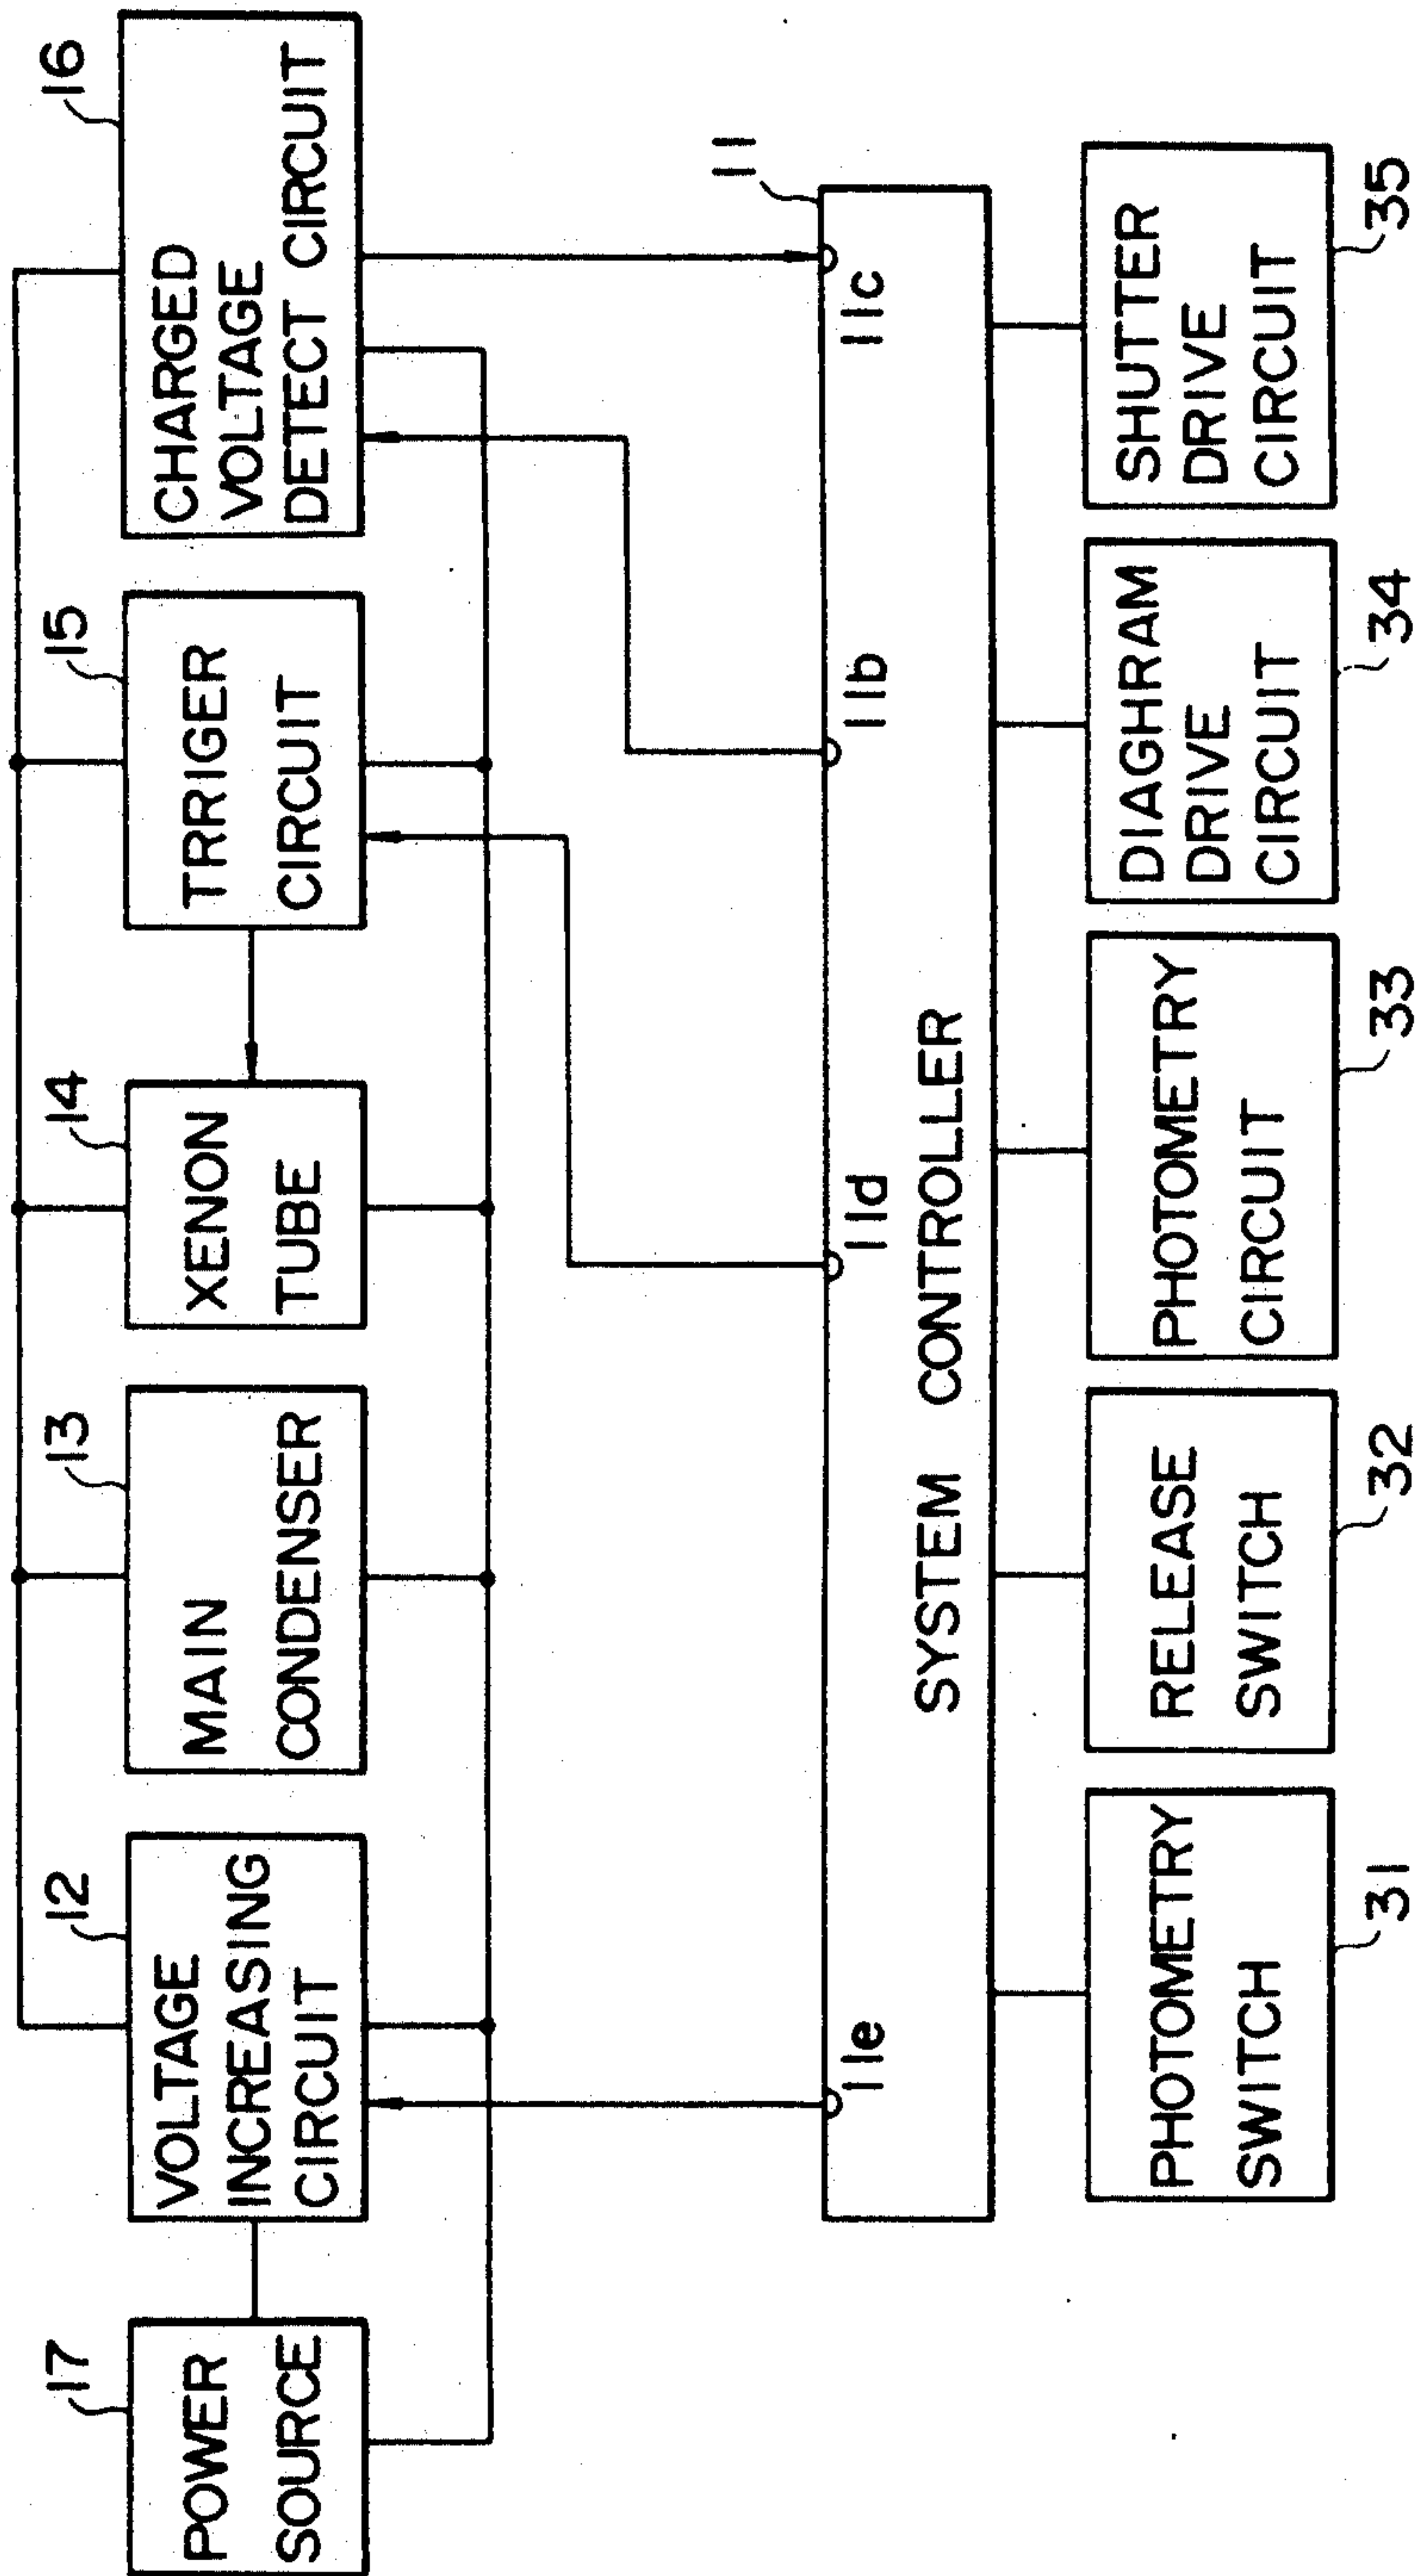 17
POWER
SOURCE
12
VOLTAGE
INCREASING
CIRCUIT
13
MAIN
CONDENSER
14
XENON
TUBE
15
TRRIGER
CIRCUIT
16
CHARGED
VOLTAGE
DETECT CIRCUIT
11
11e
11d
11b
11c
SYSTEM CONTROLLER
PHOTOMETRY
SWITCH
31
RELEASE
SWITCH
32
PHOTOMETRY
CIRCUIT
33
DIAGHRAM
DRIVE
CIRCUIT
34
SHUTTER
DRIVE
CIRCUIT
35